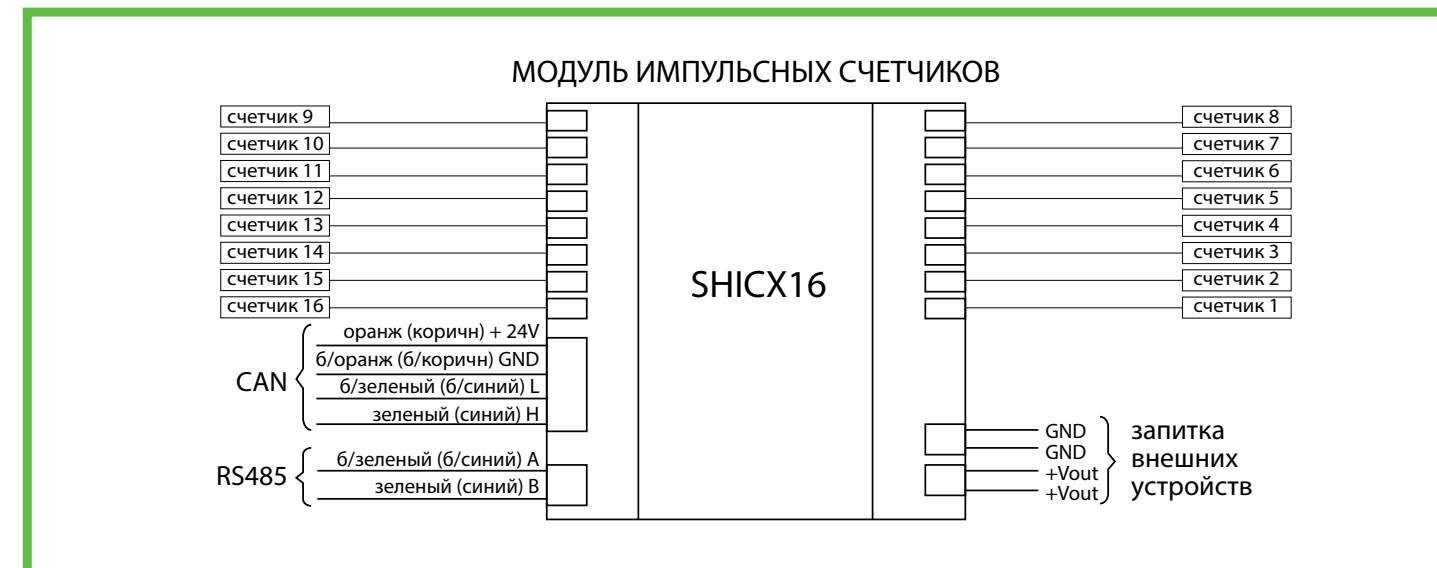 МОДУЛЬ ИМПУЛЬСНЫХ СЧЕТЧИКОВ
счетчик 9
счетчик 10
счетчик 11
счетчик 12
счетчик 13
счетчик 14
счетчик 15
счетчик 16
CAN
оранж (коричн) + 24V
б/оранж (б/коричн) GND
б/зеленый (б/синий) L
зеленый (синий) H
RS485
б/зеленый (б/синий) A
зеленый (синий) B
SHICX16
счетчик 8
счетчик 7
счетчик 6
счетчик 5
счетчик 4
счетчик 3
счетчик 2
счетчик 1
GND
GND
+Vout
+Vout
запитка
внешних
устройств